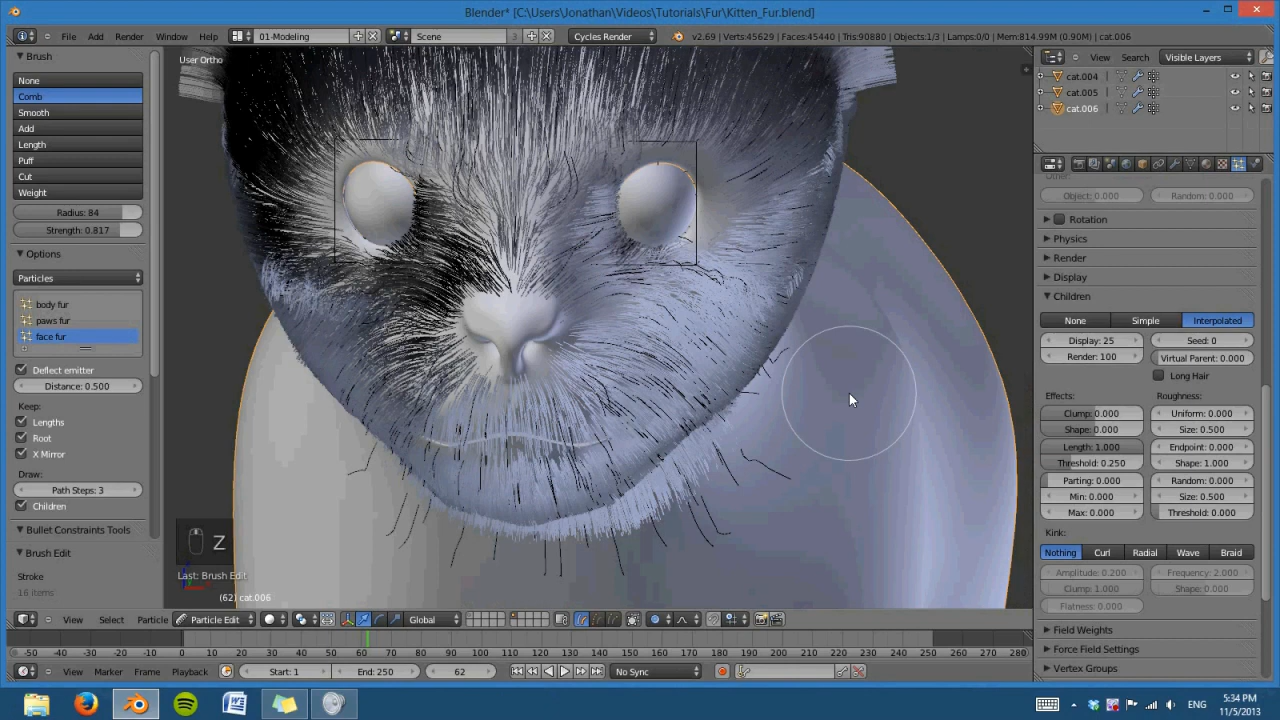 Blender* [C:\Users\Jonathan\Videos\Tutorials\Fur\Kitten_Fur.blend]
File Add Render Window Help 01-Modeling Scene 3 Cycles Render v2.69 | Verts:45629 | Faces:45440 | Tris:90880 | Objects:1/3 | Lamps:0/0 | Mem:814.99M (0.90M) | cat.006
Brush
None
Comb
Smooth
Add
Length
Puff
Cut
Weight
Radius: 84
Strength: 0.817
Options
Particles
body fur
paws fur
face fur
Deflect emitter
Distance: 0.500
Keep:
Lengths
Root
X Mirror
Draw:
Path Steps: 3
Children
Bullet Constraints Tools
Brush Edit
Stroke
16 items
User Ortho
Z
Last: Brush Edit
(62) cat.006
View Search Visible Layers
cat.004
cat.005
cat.006
Object: 0.000 Random: 0.000
Rotation
Physics
Render
Display
Children
None Simple Interpolated
Display: 25 Seed: 0
Render: 100 Virtual Parent: 0.000
Long Hair
Effects: Roughness:
Clump: 0.000 Uniform: 0.000
Shape: 0.000 Size: 0.500
Length: 1.000 Endpoint: 0.000
Threshold: 0.250 Shape: 1.000
Parting: 0.000 Random: 0.000
Min: 0.000 Size: 0.500
Max: 0.000 Threshold: 0.000
Kink:
Nothing Curl Radial Wave Braid
Amplitude: 0.200 Frequency: 2.000
Clump: 1.000 Shape: 0.000
Flatness: 0.000
Field Weights
Force Field Settings
Vertex Groups
View Select Particle Particle Edit Global
-50 -40 -30 -20 -10 0 10 20 30 40 50 60 70 80 90 100 110 120 130 140 150 160 170 180 190 200 210 220 230 240 250 260 270 280
View Marker Frame Playback Start: 1 End: 250 62 No Sync
ENG
5:34 PM
11/5/2013